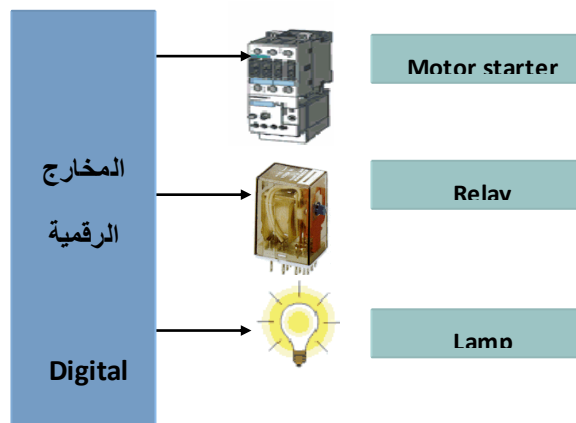 المخارج
الرقمية
Digital
Motor starter
Relay
Lamp